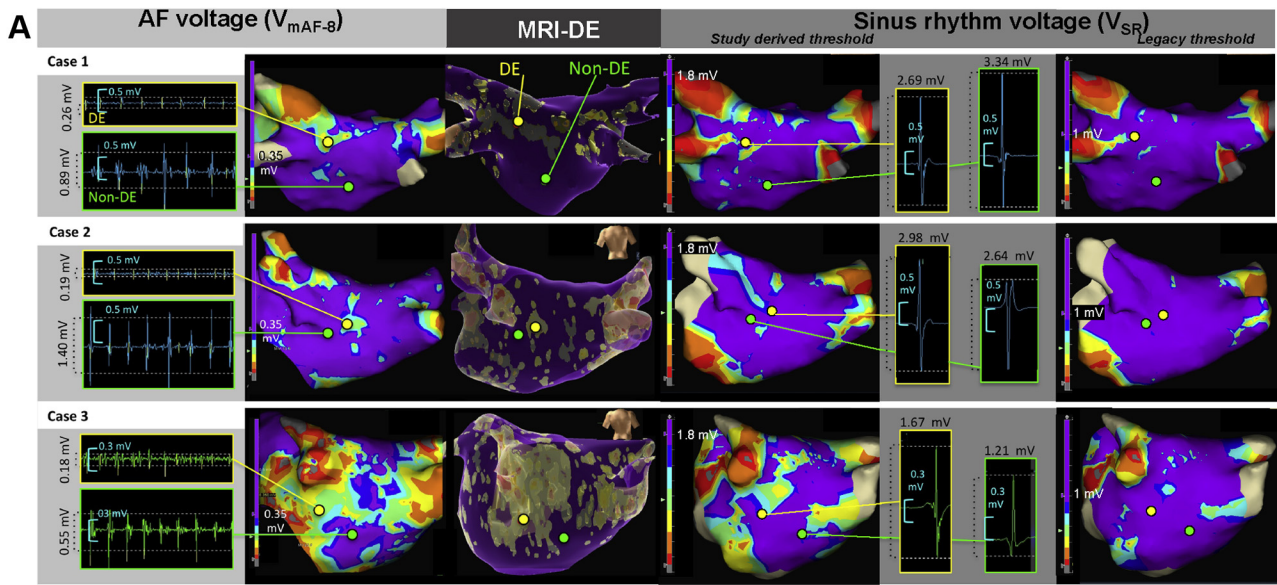 A
AF voltage (VmAF-8)
MRI-DE
Sinus rhythm voltage (VSR)
Study derived threshold
Legacy threshold
Case 1
0.26 mV
0.5 mV
DE
0.89 mV
0.5 mV
Non-DE
0.35
mV
DE
Non-DE
1.8 mV
2.69 mV
0.5
mV
3.34 mV
0.5
mV
1 mV
Case 2
0.19 mV
0.5 mV
1.40 mV
0.5 mV
0.35
mV
1.8 mV
2.98 mV
0.5
mV
2.64 mV
0.5
mV
1 mV
Case 3
0.18 mV
0.3 mV
0.55 mV
03 mV
0.35
mV
1.8 mV
1.67 mV
0.3
mV
1.21 mV
0.3
mV
1 mV